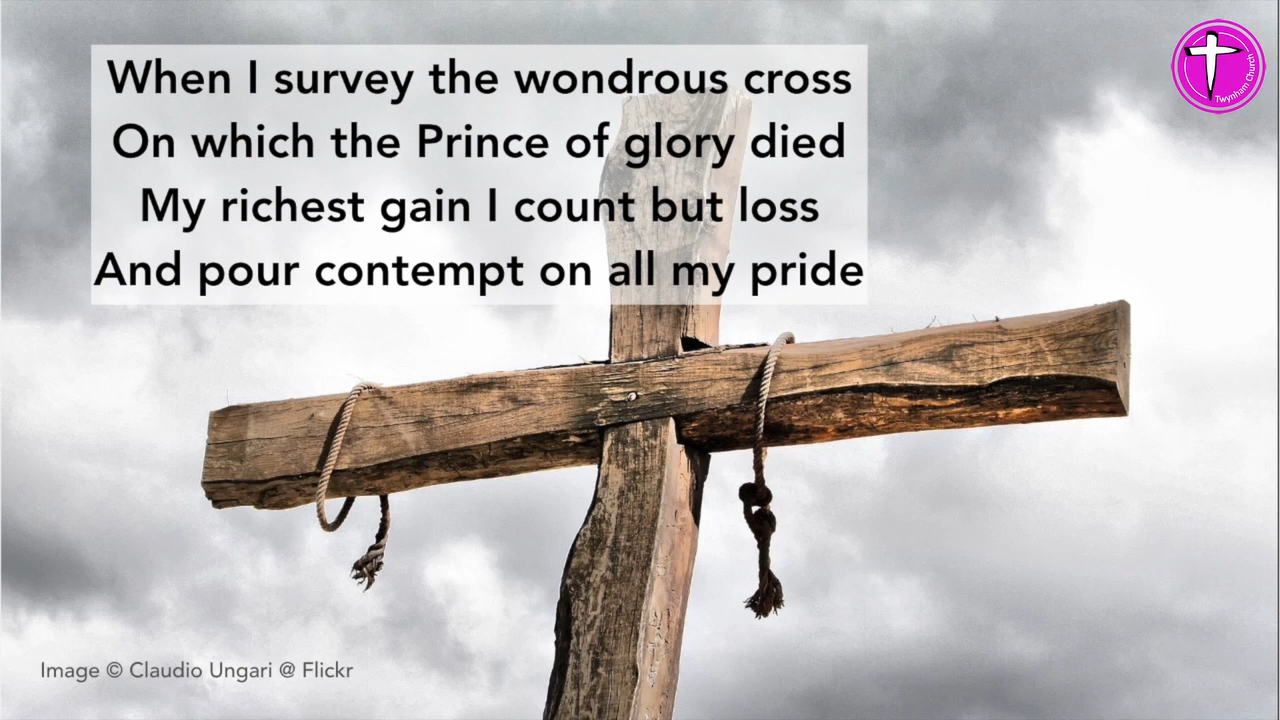 When I survey the wondrous cross
On which the Prince of glory died
My richest gain I count but loss
And pour contempt on all my pride
Twynham Church
Image © Claudio Ungari @ Flickr